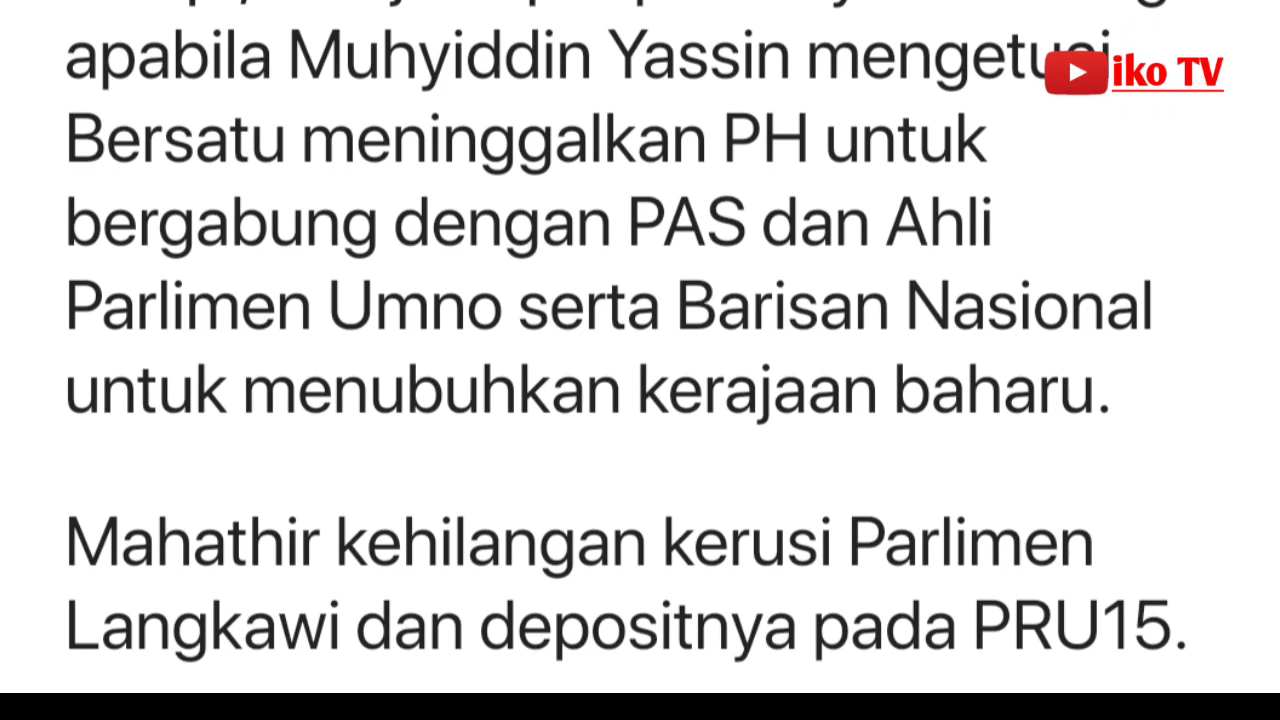 apabila Muhyiddin Yassin mengetuai
iko TV
Bersatu meninggalkan PH untuk
bergabung dengan PAS dan Ahli
Parlimen Umno serta Barisan Nasional
untuk menubuhkan kerajaan baharu.
Mahathir kehilangan kerusi Parlimen
Langkawi dan depositnya pada PRU15.